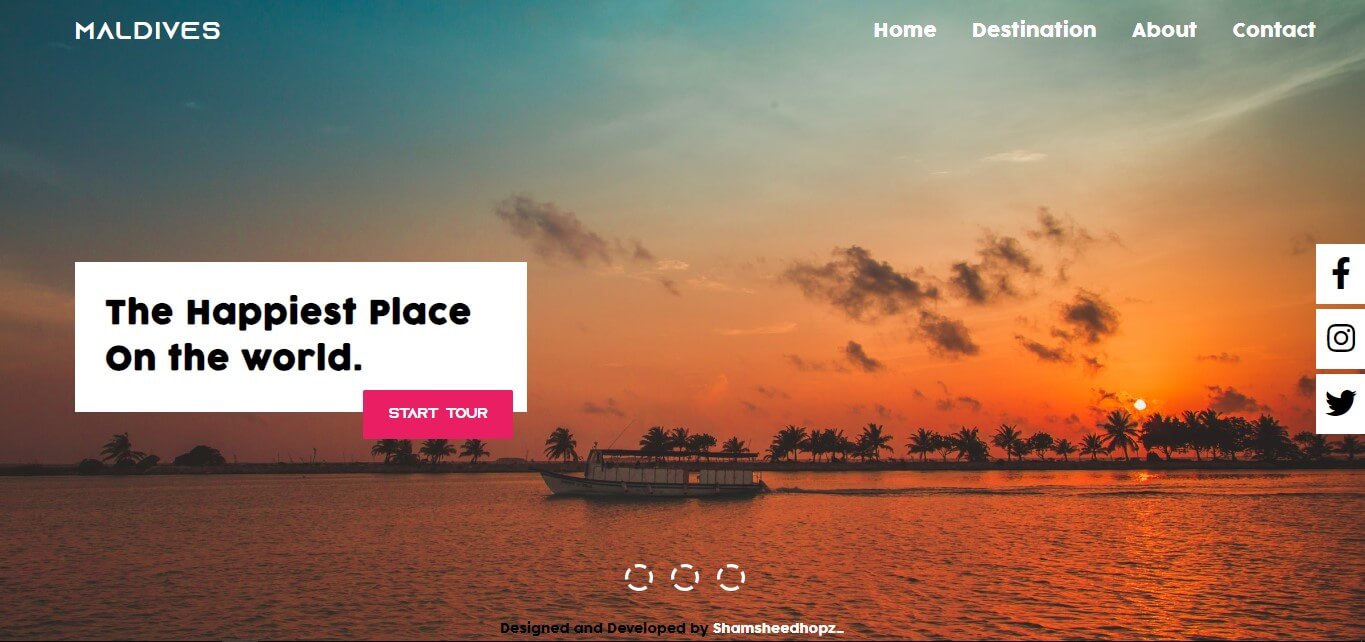 MALDIVES
Home Destination About Contact
The Happiest Place
On the world.
START TOUR
Designed and Developed by Shamsheedhopz_